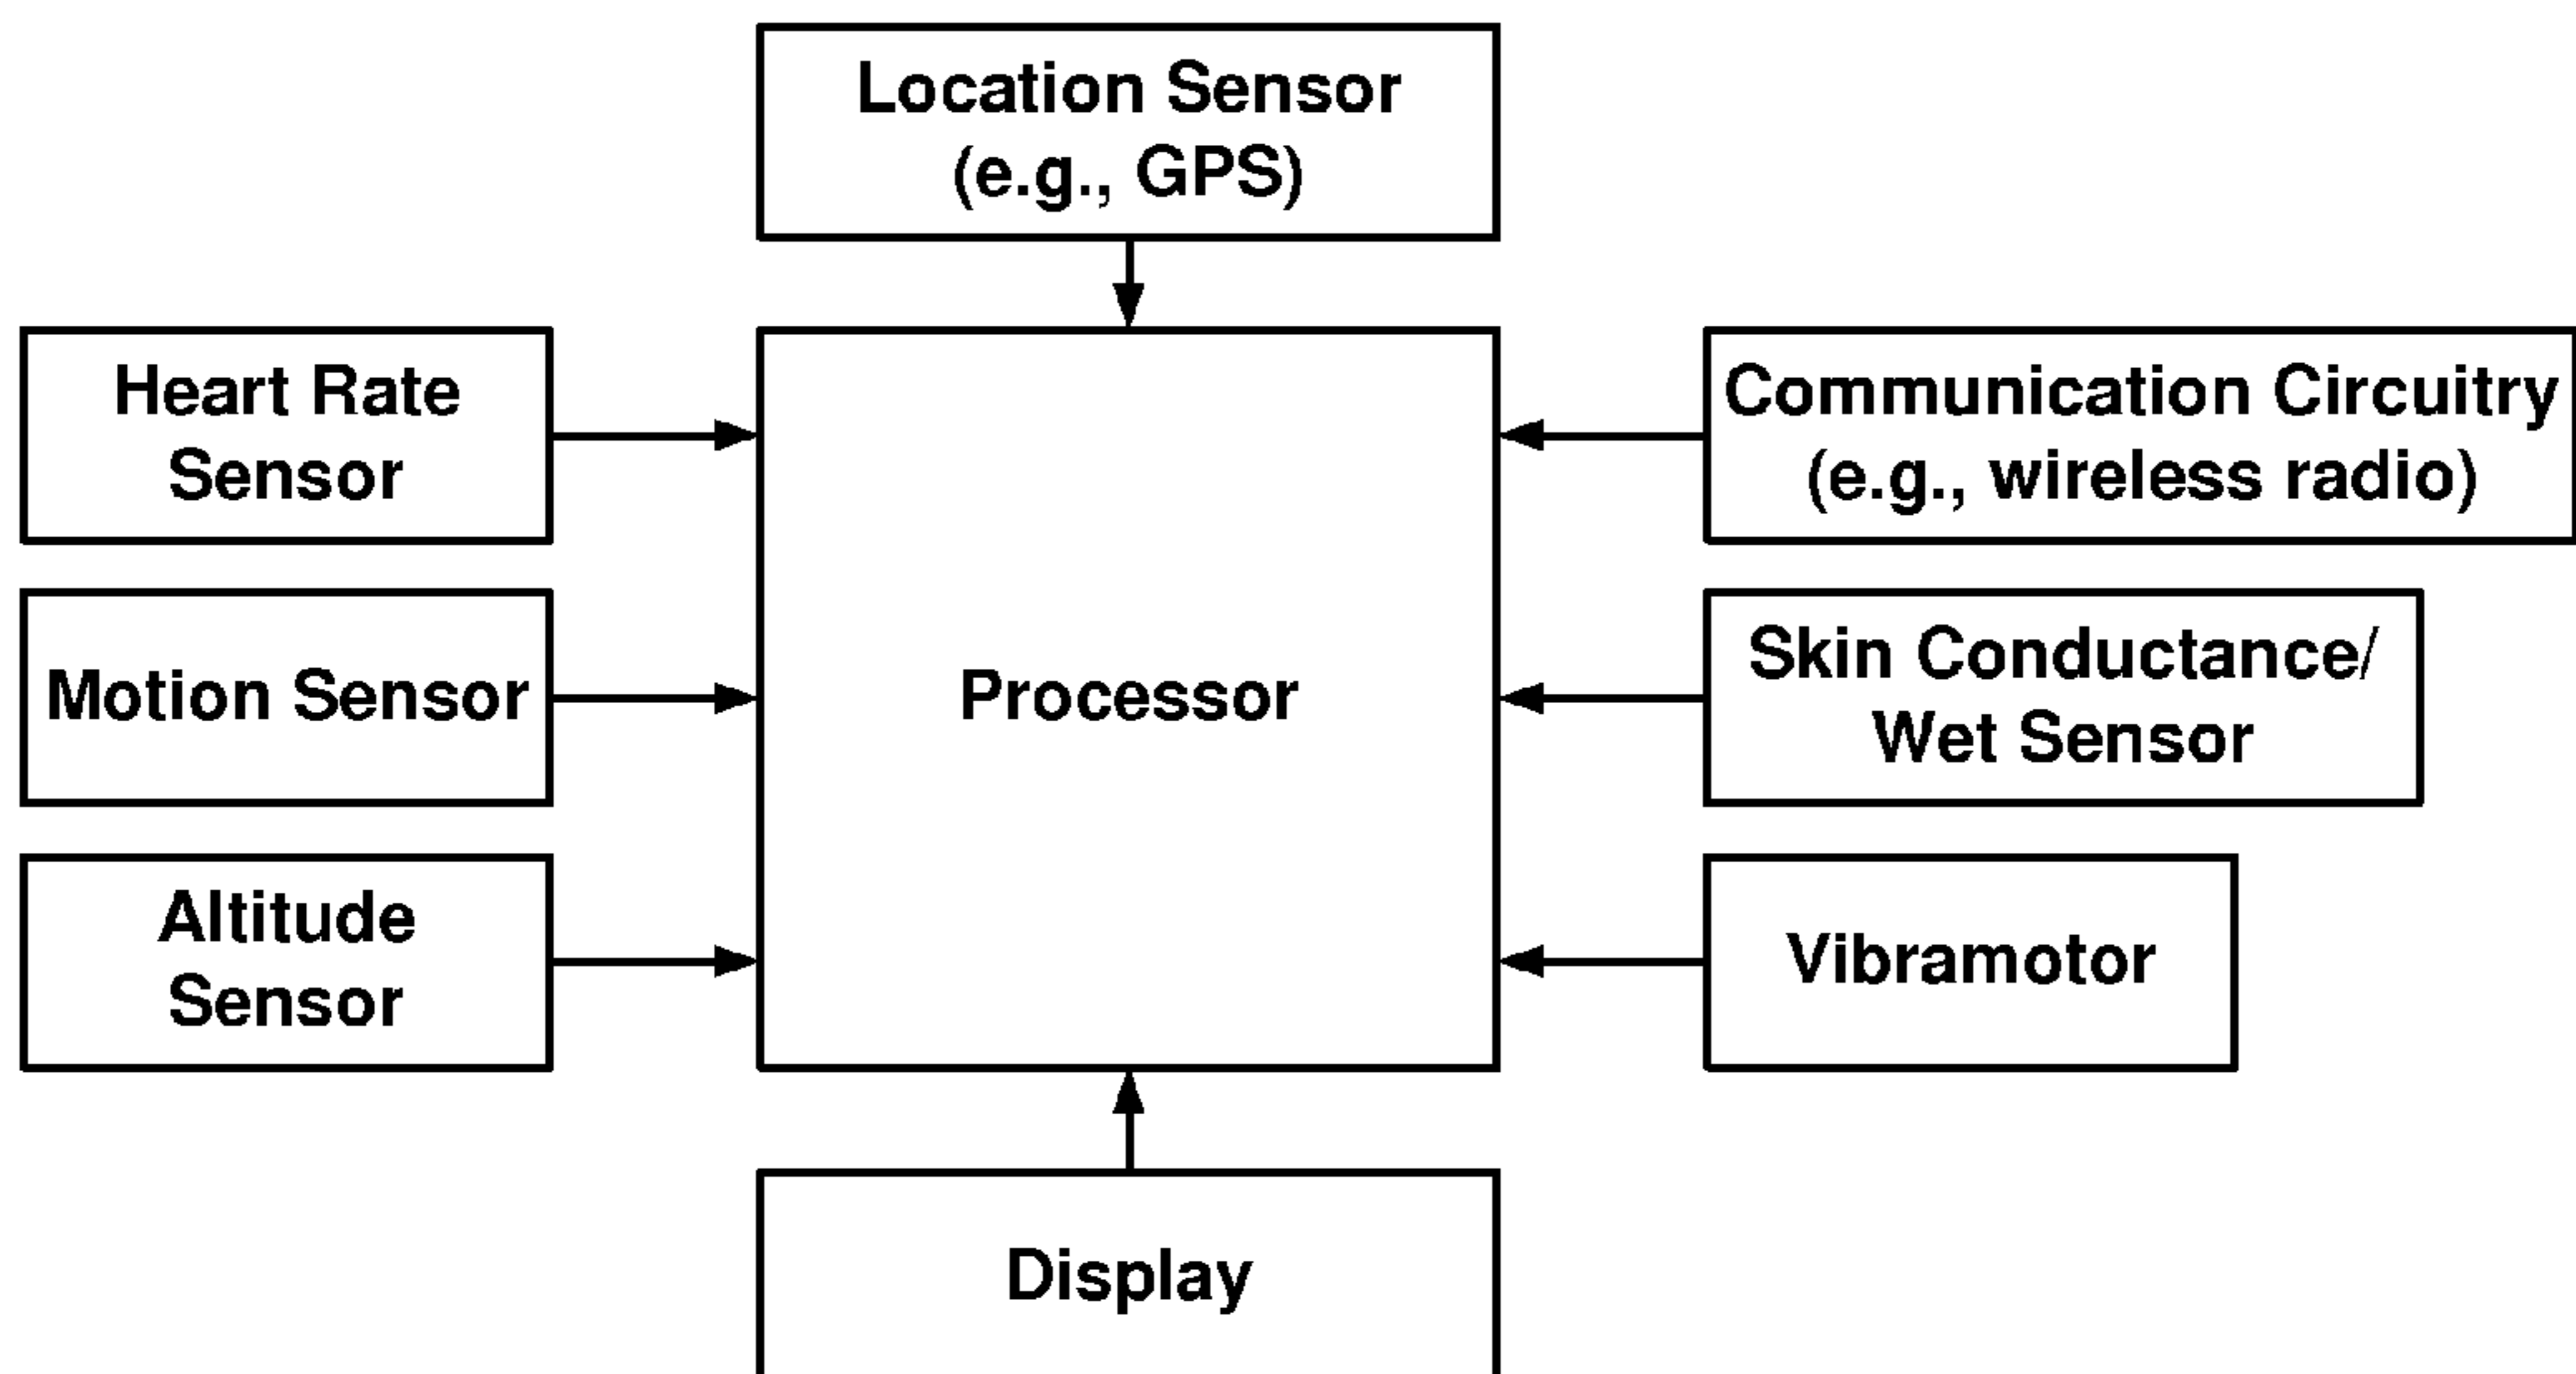 Location Sensor
(e.g., GPS)
Heart Rate
Sensor
Communication Circuitry
(e.g., wireless radio)
Motion Sensor
Processor
Skin Conductance/
Wet Sensor
Altitude
Sensor
Vibramotor
Display